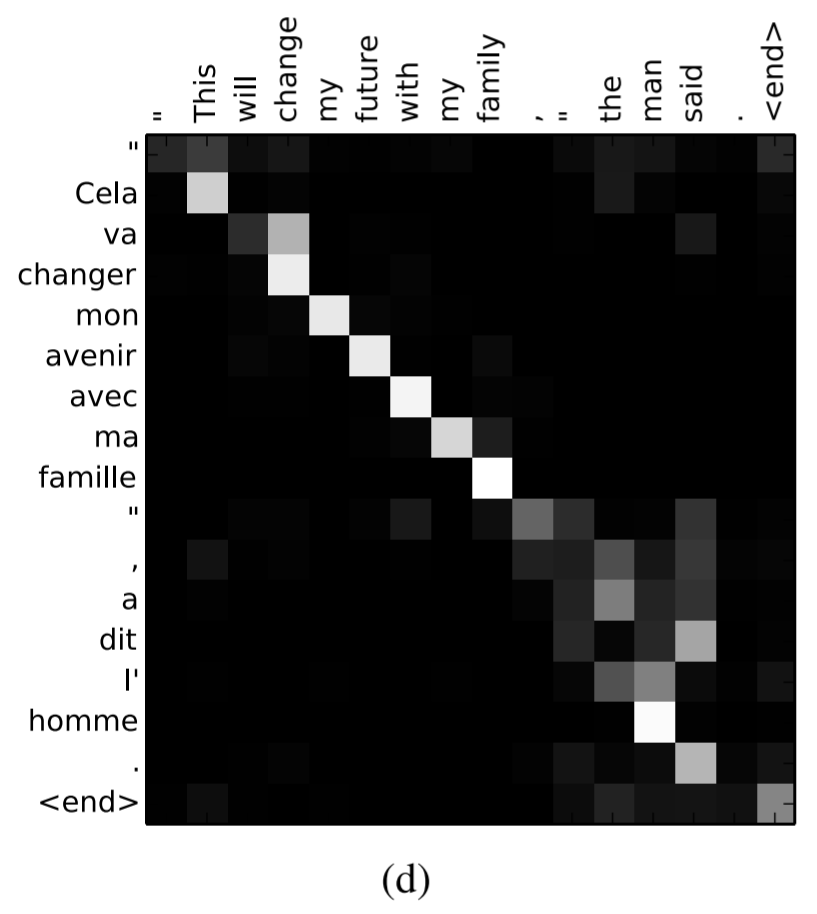 " This will change my future with my family , " the man said . <end>
"
Cela
va
changer
mon
avenir
avec
ma
famille
"
,
a
dit
l'
homme
.
<end>
(d)